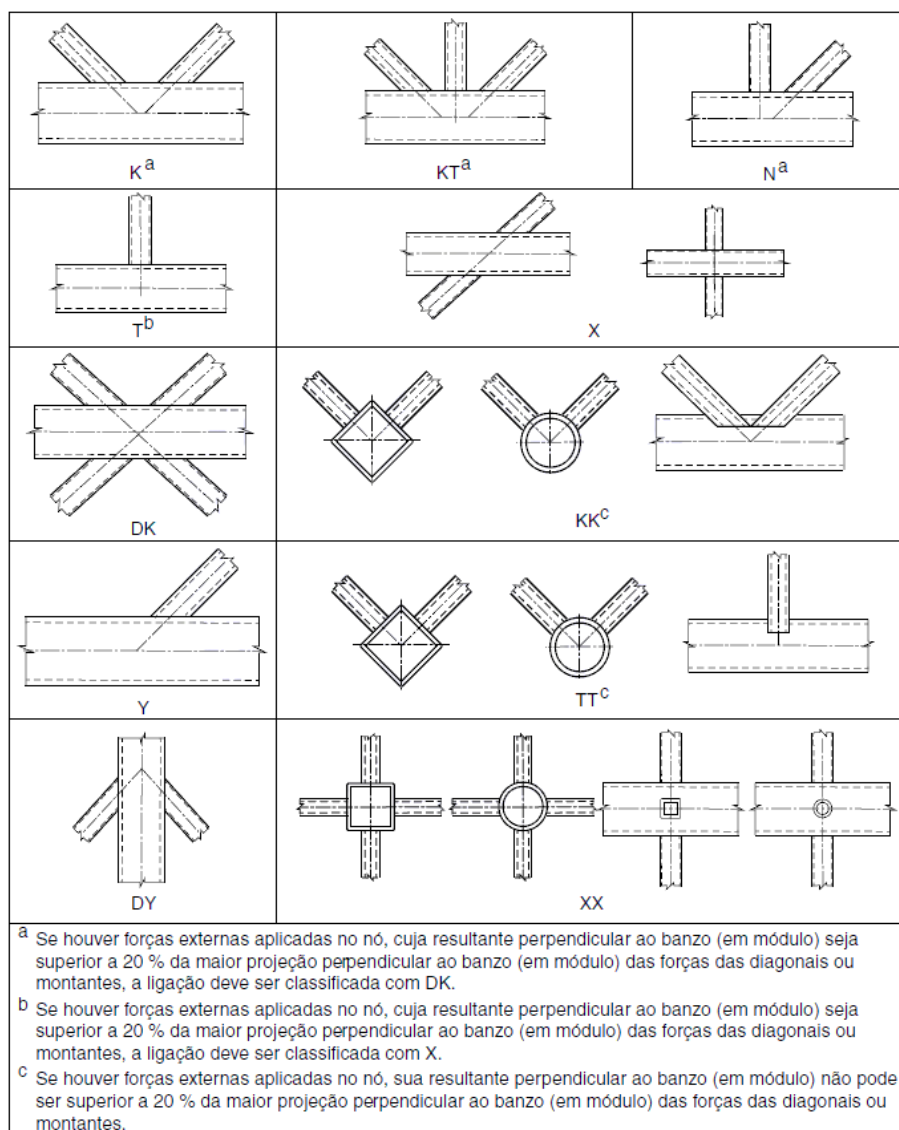 Kª KTª Nª
Tᵇ X
DK KKᶜ
Y TTᶜ
DY XX
ª Se houver forças externas aplicadas no nó, cuja resultante perpendicular ao banzo (em módulo) seja
superior a 20 % da maior projeção perpendicular ao banzo (em módulo) das forças das diagonais ou
montantes, a ligação deve ser classificada com DK.
ᵇ Se houver forças externas aplicadas no nó, cuja resultante perpendicular ao banzo (em módulo) seja
superior a 20 % da maior projeção perpendicular ao banzo (em módulo) das forças das diagonais ou
montantes, a ligação deve ser classificada com X.
ᶜ Se houver forças externas aplicadas no nó, sua resultante perpendicular ao banzo (em módulo) não pode
ser superior a 20 % da maior projeção perpendicular ao banzo (em módulo) das forças das diagonais ou
montantes.